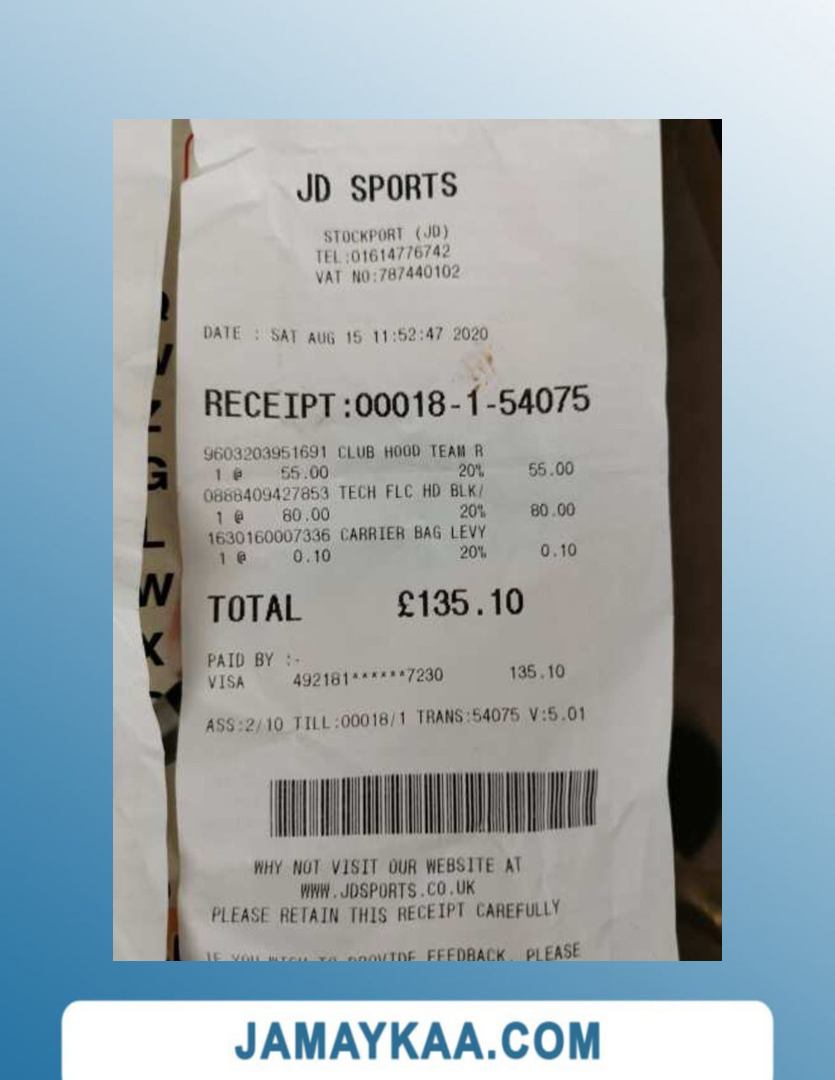 JD SPORTS
STOCKPORT (JD)
TEL:01614776742
VAT NO:787440102
DATE : SAT AUG 15 11:52:47 2020
RECEIPT:00018-1-54075
9603203951691 CLUB HOOD TEAM R
1 @ 55.00 20% 55.00
0888409427853 TECH FLC HD BLK/
1 @ 80.00 20% 80.00
1630160007336 CARRIER BAG LEVY
1 @ 0.10 20% 0.10
TOTAL £135.10
PAID BY :-
VISA 492181******7230 135.10
ASS:2/10 TILL:00018/1 TRANS:54075 V:5.01
WHY NOT VISIT OUR WEBSITE AT
WWW.JDSPORTS.CO.UK
PLEASE RETAIN THIS RECEIPT CAREFULLY
IF YOU WISH TO PROVIDE FEEDBACK, PLEASE
V
Z
G
L
W
X
JAMAYKAA.COM